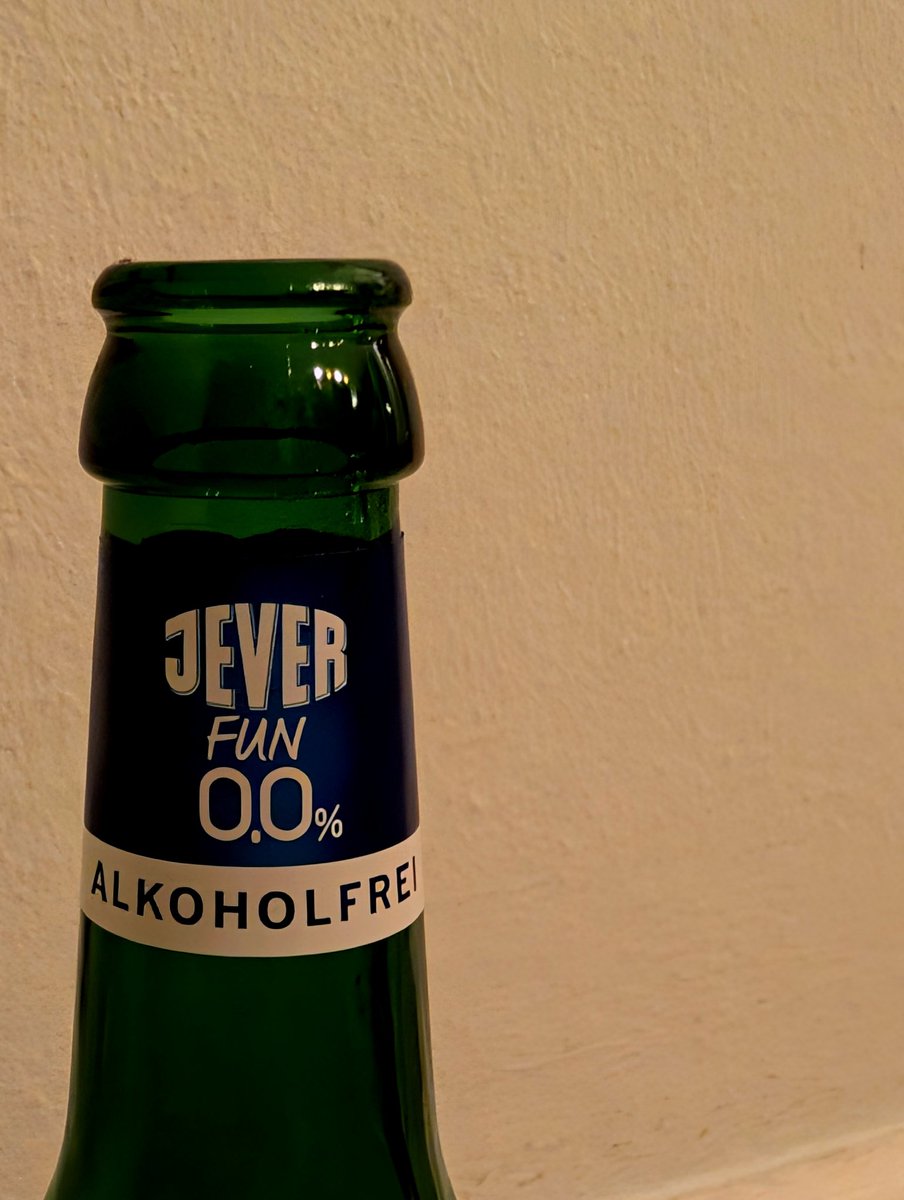 JEVER
FUN
0.0%
ALKOHOLFREI